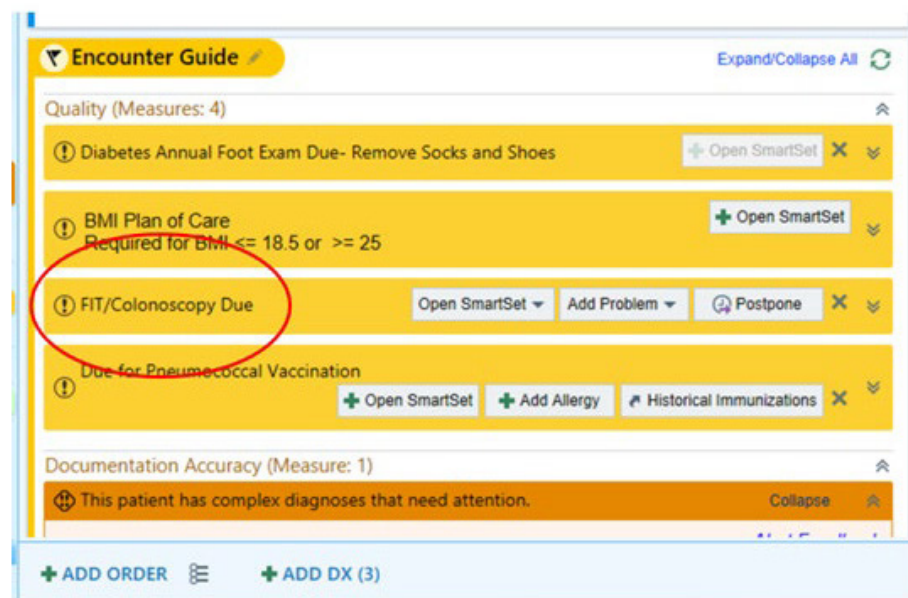 Encounter Guide
Expand/Collapse All
Quality (Measures: 4)
Diabetes Annual Foot Exam Due- Remove Socks and Shoes
+ Open SmartSet
BMI Plan of Care
+ Open SmartSet
Required for BMI <= 18.5 or >= 25
FIT/Colonoscopy Due
Open SmartSet
Add Problem
Postpone
Due for Pneumococcal Vaccination
+ Open SmartSet
+ Add Allergy
Historical Immunizations
Documentation Accuracy (Measure: 1)
This patient has complex diagnoses that need attention.
Collapse
+ ADD ORDER
+ ADD DX (3)